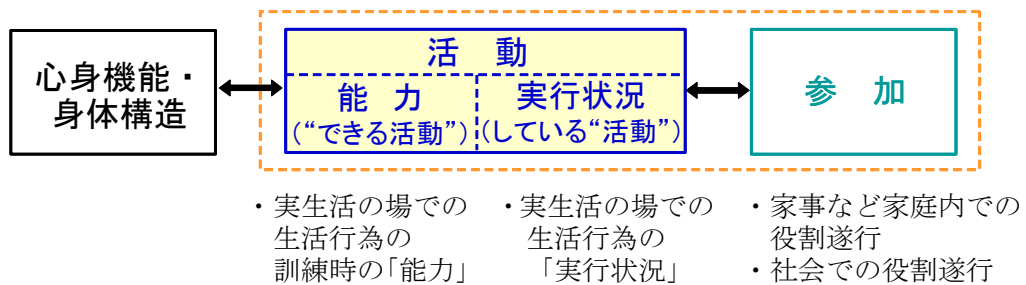 心身機能・
身体構造
活　動
能　力
(“できる活動”)
実行状況
(している“活動”)
参　加
・実生活の場での
生活行為の
訓練時の「能力」
・実生活の場での
生活行為の
「実行状況」
・家事など家庭内での
役割遂行
・社会での役割遂行